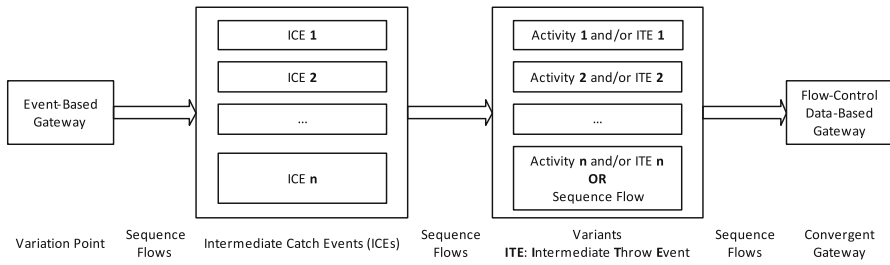 Event-Based
Gateway
ICE 1
ICE 2
...
ICE n
Activity 1 and/or ITE 1
Activity 2 and/or ITE 2
...
Activity n and/or ITE n
OR
Sequence Flow
Flow-Control
Data-Based
Gateway
Variation Point
Sequence
Flows
Intermediate Catch Events (ICEs)
Sequence
Flows
Variants
ITE: Intermediate Throw Event
Sequence
Flows
Convergent
Gateway